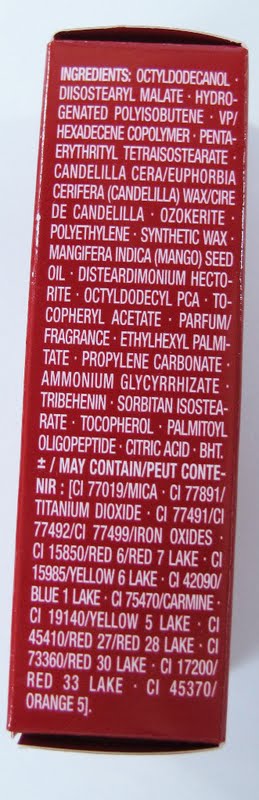 INGREDIENTS: OCTYLDODECANOL ·
DIISOSTEARYL MALATE · HYDRO-
GENATED POLYISOBUTENE · VP/
HEXADECENE COPOLYMER · PENTA-
ERYTHRITYL TETRAISOSTEARATE ·
CANDELILLA CERA/EUPHORBIA
CERIFERA (CANDELILLA) WAX/CIRE
DE CANDELILLA · OZOKERITE ·
POLYETHYLENE · SYNTHETIC WAX ·
MANGIFERA INDICA (MANGO) SEED
OIL · DISTEARDIMONIUM HECTO-
RITE · OCTYLDODECYL PCA · TO-
COPHERYL ACETATE · PARFUM/
FRAGRANCE · ETHYLHEXYL PALMI-
TATE · PROPYLENE CARBONATE ·
AMMONIUM GLYCYRRHIZATE ·
TRIBEHENIN · SORBITAN ISOSTEA-
RATE · TOCOPHEROL · PALMITOYL
OLIGOPEPTIDE · CITRIC ACID · BHT.
± / MAY CONTAIN/PEUT CONTE-
NIR : [CI 77019/MICA · CI 77891/
TITANIUM DIOXIDE · CI 77491/CI
77492/CI 77499/IRON OXIDES ·
CI 15850/RED 6/RED 7 LAKE · CI
15985/YELLOW 6 LAKE · CI 42090/
BLUE 1 LAKE · CI 75470/CARMINE ·
CI 19140/YELLOW 5 LAKE · CI
45410/RED 27/RED 28 LAKE · CI
73360/RED 30 LAKE · CI 17200/
RED 33 LAKE · CI 45370/
ORANGE 5].